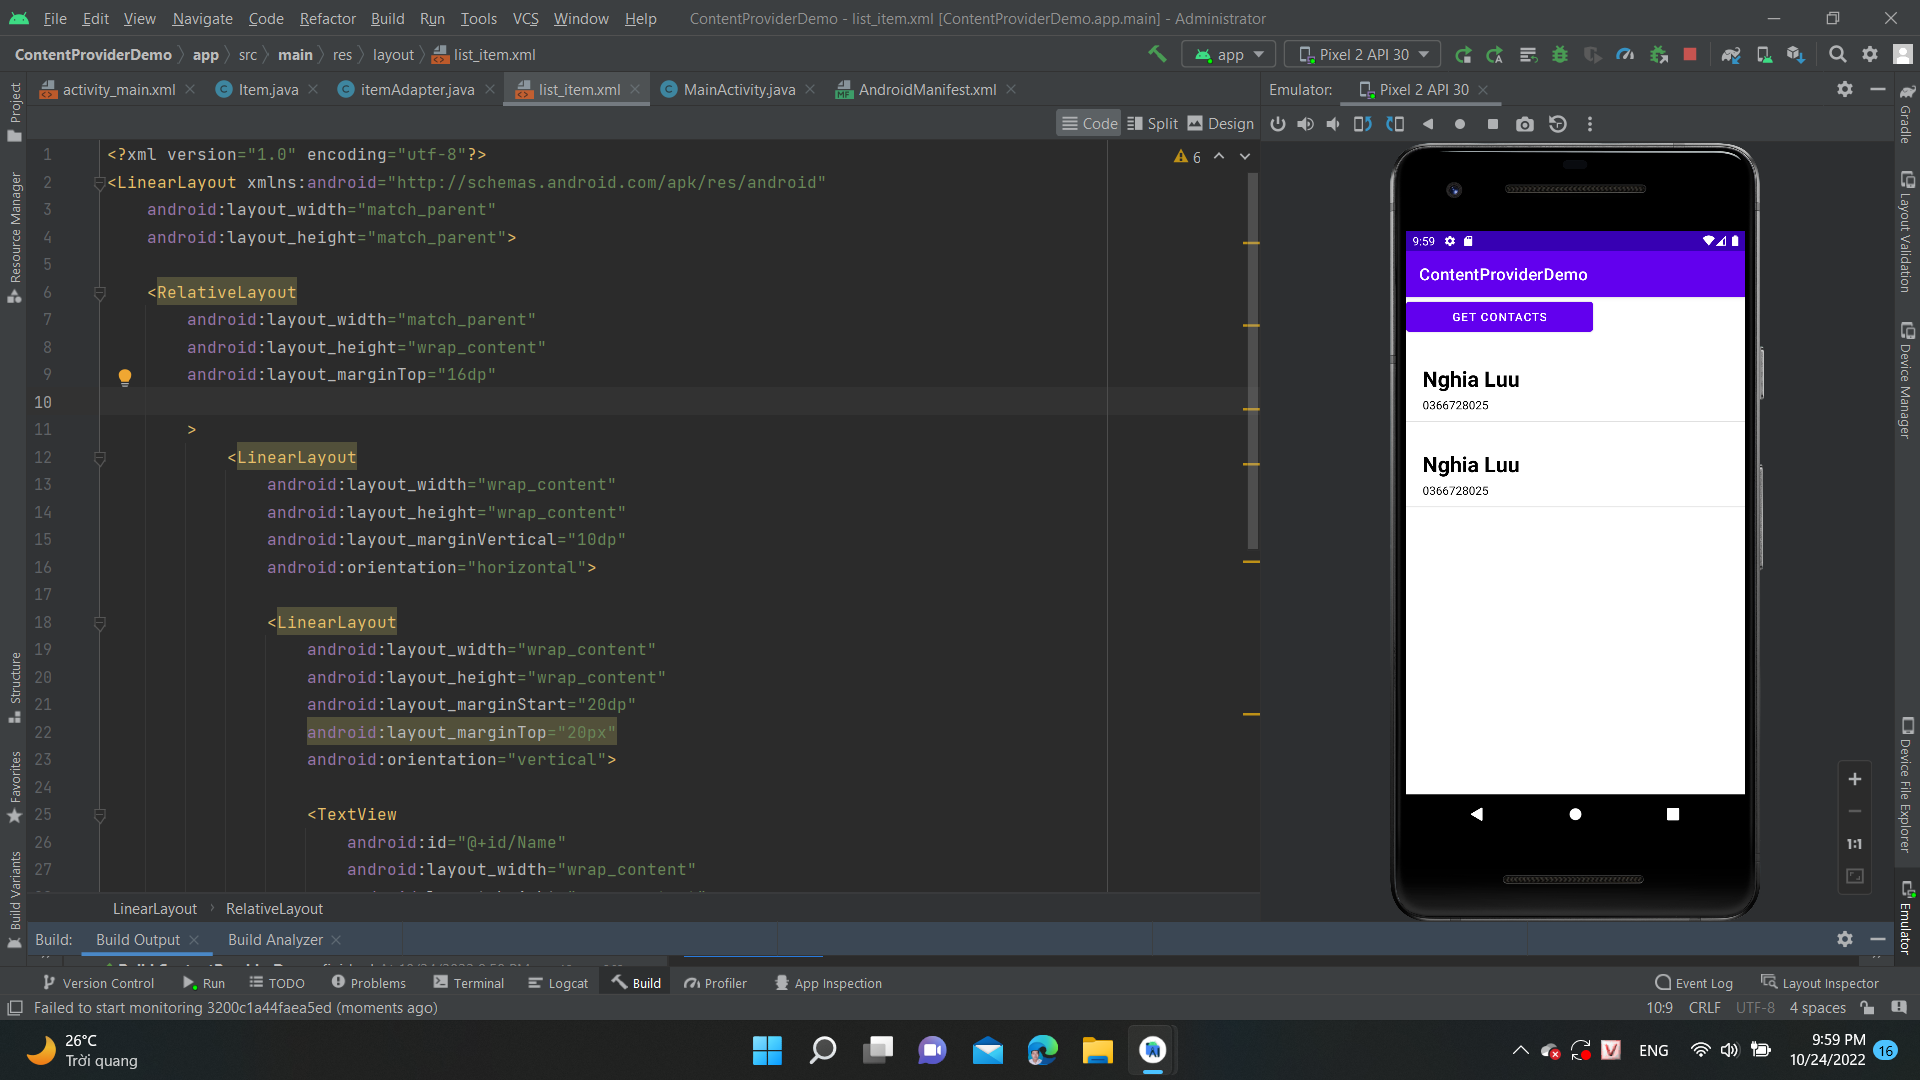 File Edit View Navigate Code Refactor Build Run Tools VCS Window Help ContentProviderDemo - list_item.xml [ContentProviderDemo.app.main] - Administrator
ContentProviderDemo app src main res layout list_item.xml app Pixel 2 API 30
activity_main.xml Item.java itemAdapter.java list_item.xml MainActivity.java AndroidManifest.xml Emulator: Pixel 2 API 30
Code Split Design
6
1 <?xml version="1.0" encoding="utf-8"?>
2 <LinearLayout xmlns:android="http://schemas.android.com/apk/res/android"
3 android:layout_width="match_parent"
4 android:layout_height="match_parent">
5
6 <RelativeLayout
7 android:layout_width="match_parent"
8 android:layout_height="wrap_content"
9 android:layout_marginTop="16dp"
10
11 >
12 <LinearLayout
13 android:layout_width="wrap_content"
14 android:layout_height="wrap_content"
15 android:layout_marginVertical="10dp"
16 android:orientation="horizontal">
17
18 <LinearLayout
19 android:layout_width="wrap_content"
20 android:layout_height="wrap_content"
21 android:layout_marginStart="20dp"
22 android:layout_marginTop="20px"
23 android:orientation="vertical">
24
25 <TextView
26 android:id="@+id/Name"
27 android:layout_width="wrap_content"
LinearLayout RelativeLayout
9:59
ContentProviderDemo
GET CONTACTS
Nghia Luu
0366728025
Nghia Luu
0366728025
1:1
Project
Resource Manager
Structure
Favorites
Build Variants
Gradle
Layout Validation
Device Manager
Device File Explorer
Emulator
Build: Build Output Build Analyzer
Version Control Run TODO Problems Terminal Logcat Build Profiler App Inspection Event Log Layout Inspector
Failed to start monitoring 3200c1a44faea5ed (moments ago) 10:9 CRLF UTF-8 4 spaces
26°C
Trời quang
ENG
9:59 PM
10/24/2022
16